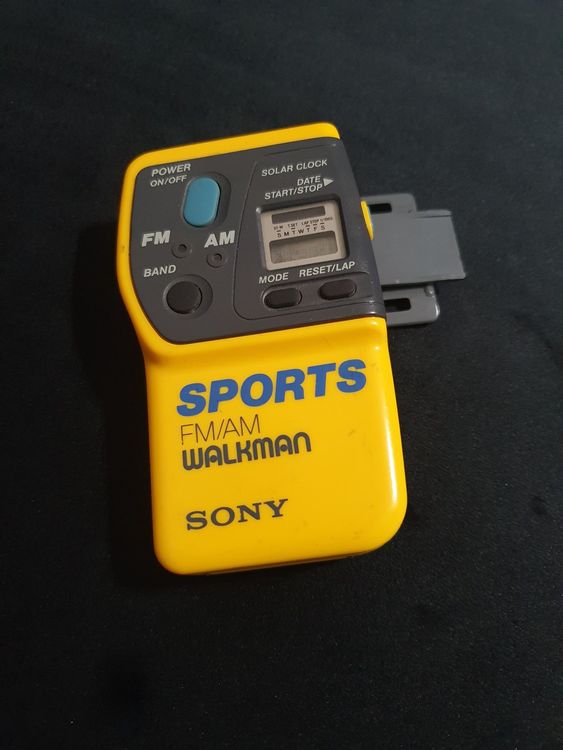 POWER
ON/OFF
FM AM
BAND
SOLAR CLOCK
DATE
START/STOP
S M T W T F S
MODE RESET/LAP
SPORTS
FM/AM
WALKMAN
SONY